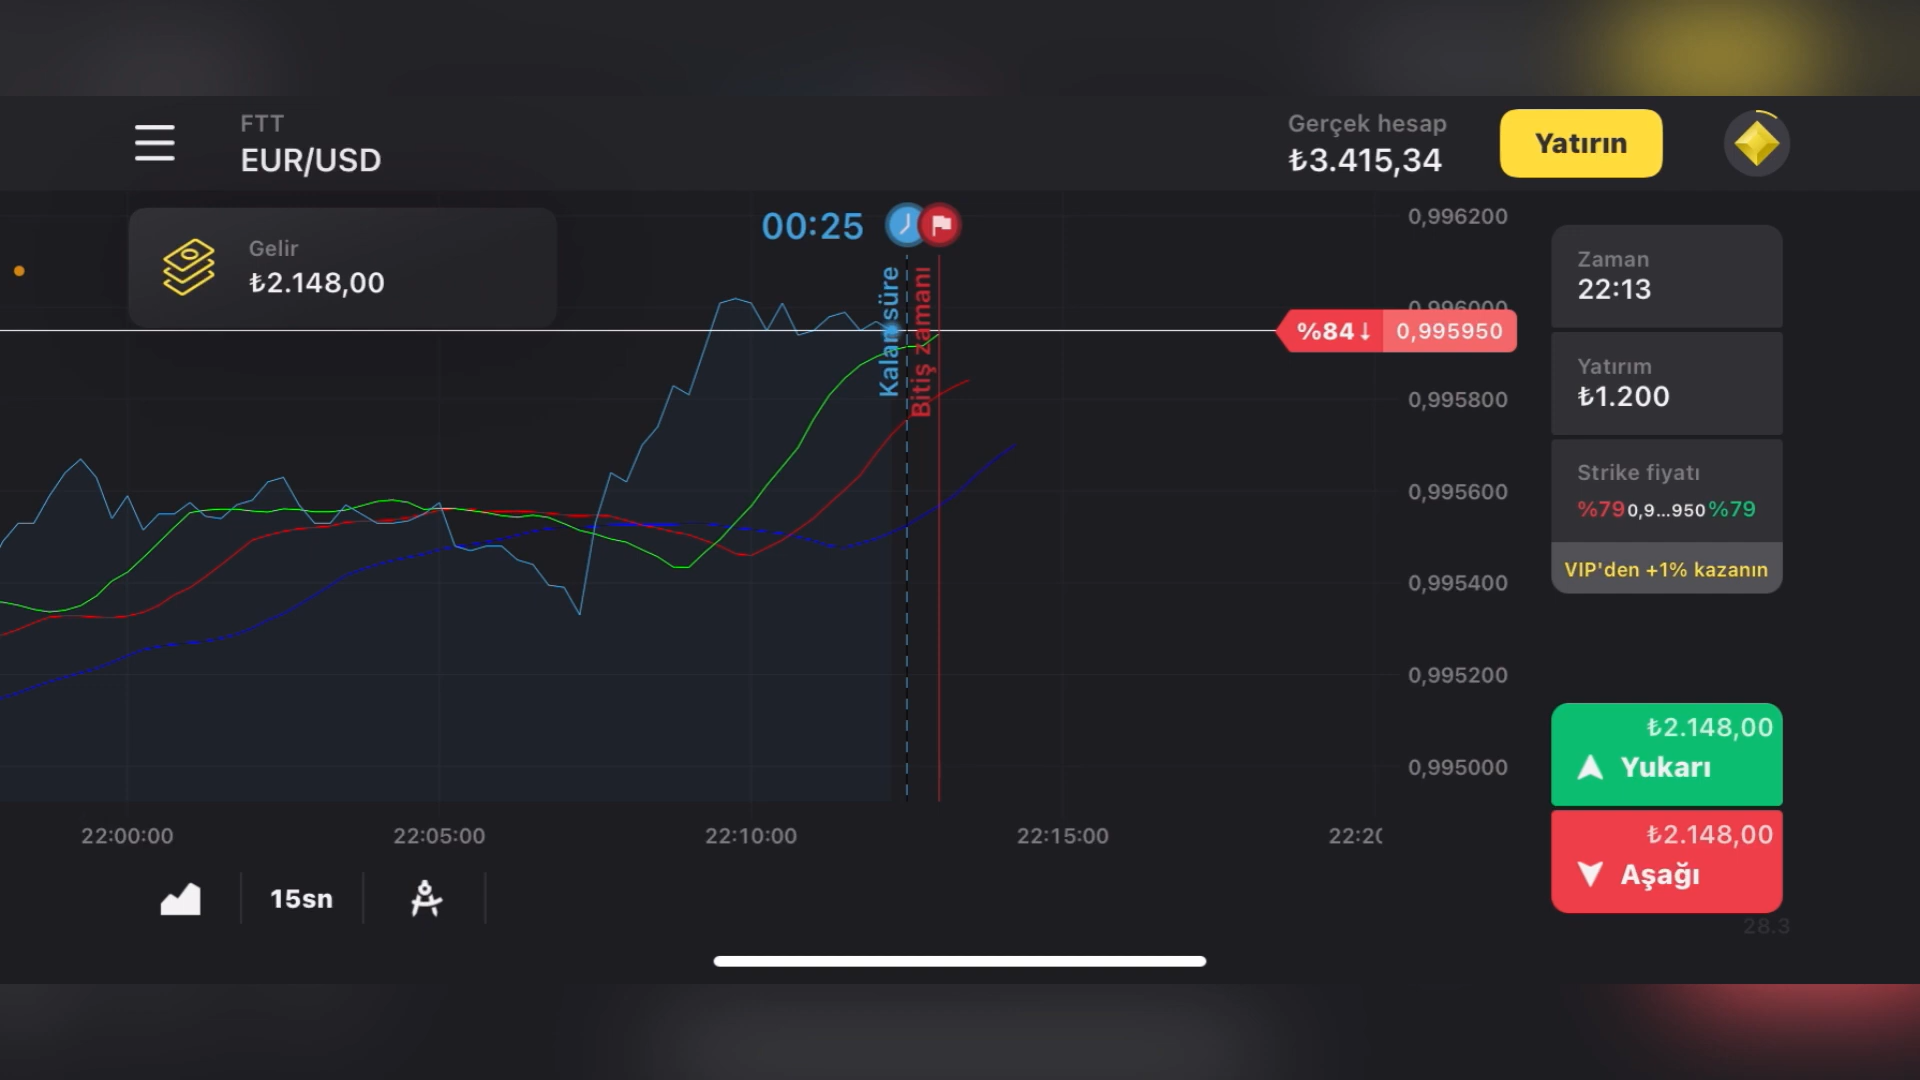 FTT
EUR/USD
Gerçek hesap
₺3.415,34
Yatırın
Gelir
₺2.148,00
00:25
Kalan süre
Bitiş zamanı
0,996200
0,996000
%84↓ 0,995950
0,995800
0,995600
0,995400
0,995200
0,995000
Zaman
22:13
Yatırım
₺1.200
Strike fiyatı
%79 0,9...950 %79
VIP'den +1% kazanın
₺2.148,00
Yukarı
₺2.148,00
Aşağı
28.3
22:00:00
22:05:00
22:10:00
22:15:00
22:20
15sn